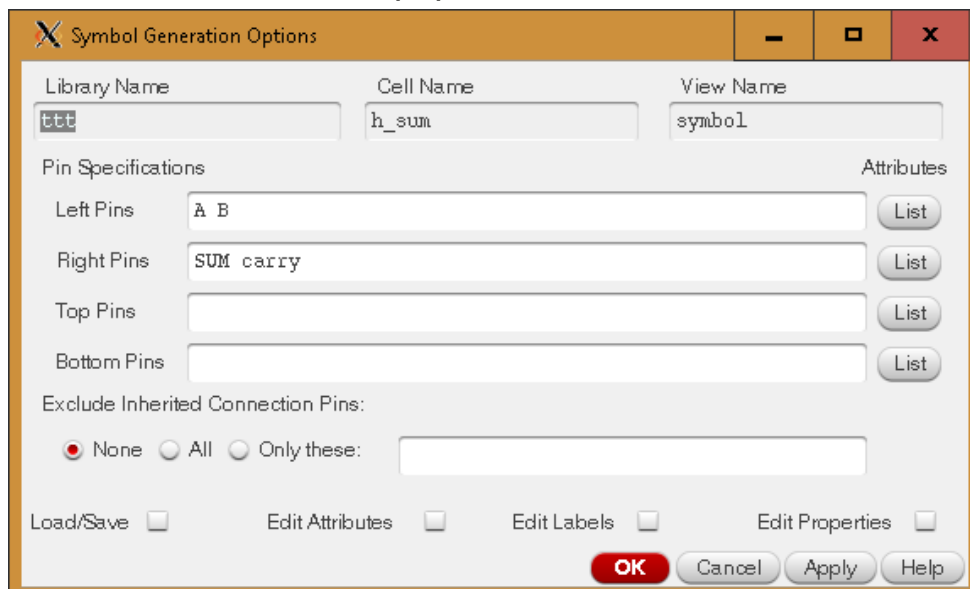 Symbol Generation Options
Library Name Cell Name View Name
ttt h_sum symbol
Pin Specifications Attributes
Left Pins A B List
Right Pins SUM carry List
Top Pins List
Bottom Pins List
Exclude Inherited Connection Pins:
None All Only these:
Load/Save Edit Attributes Edit Labels Edit Properties
OK Cancel Apply Help